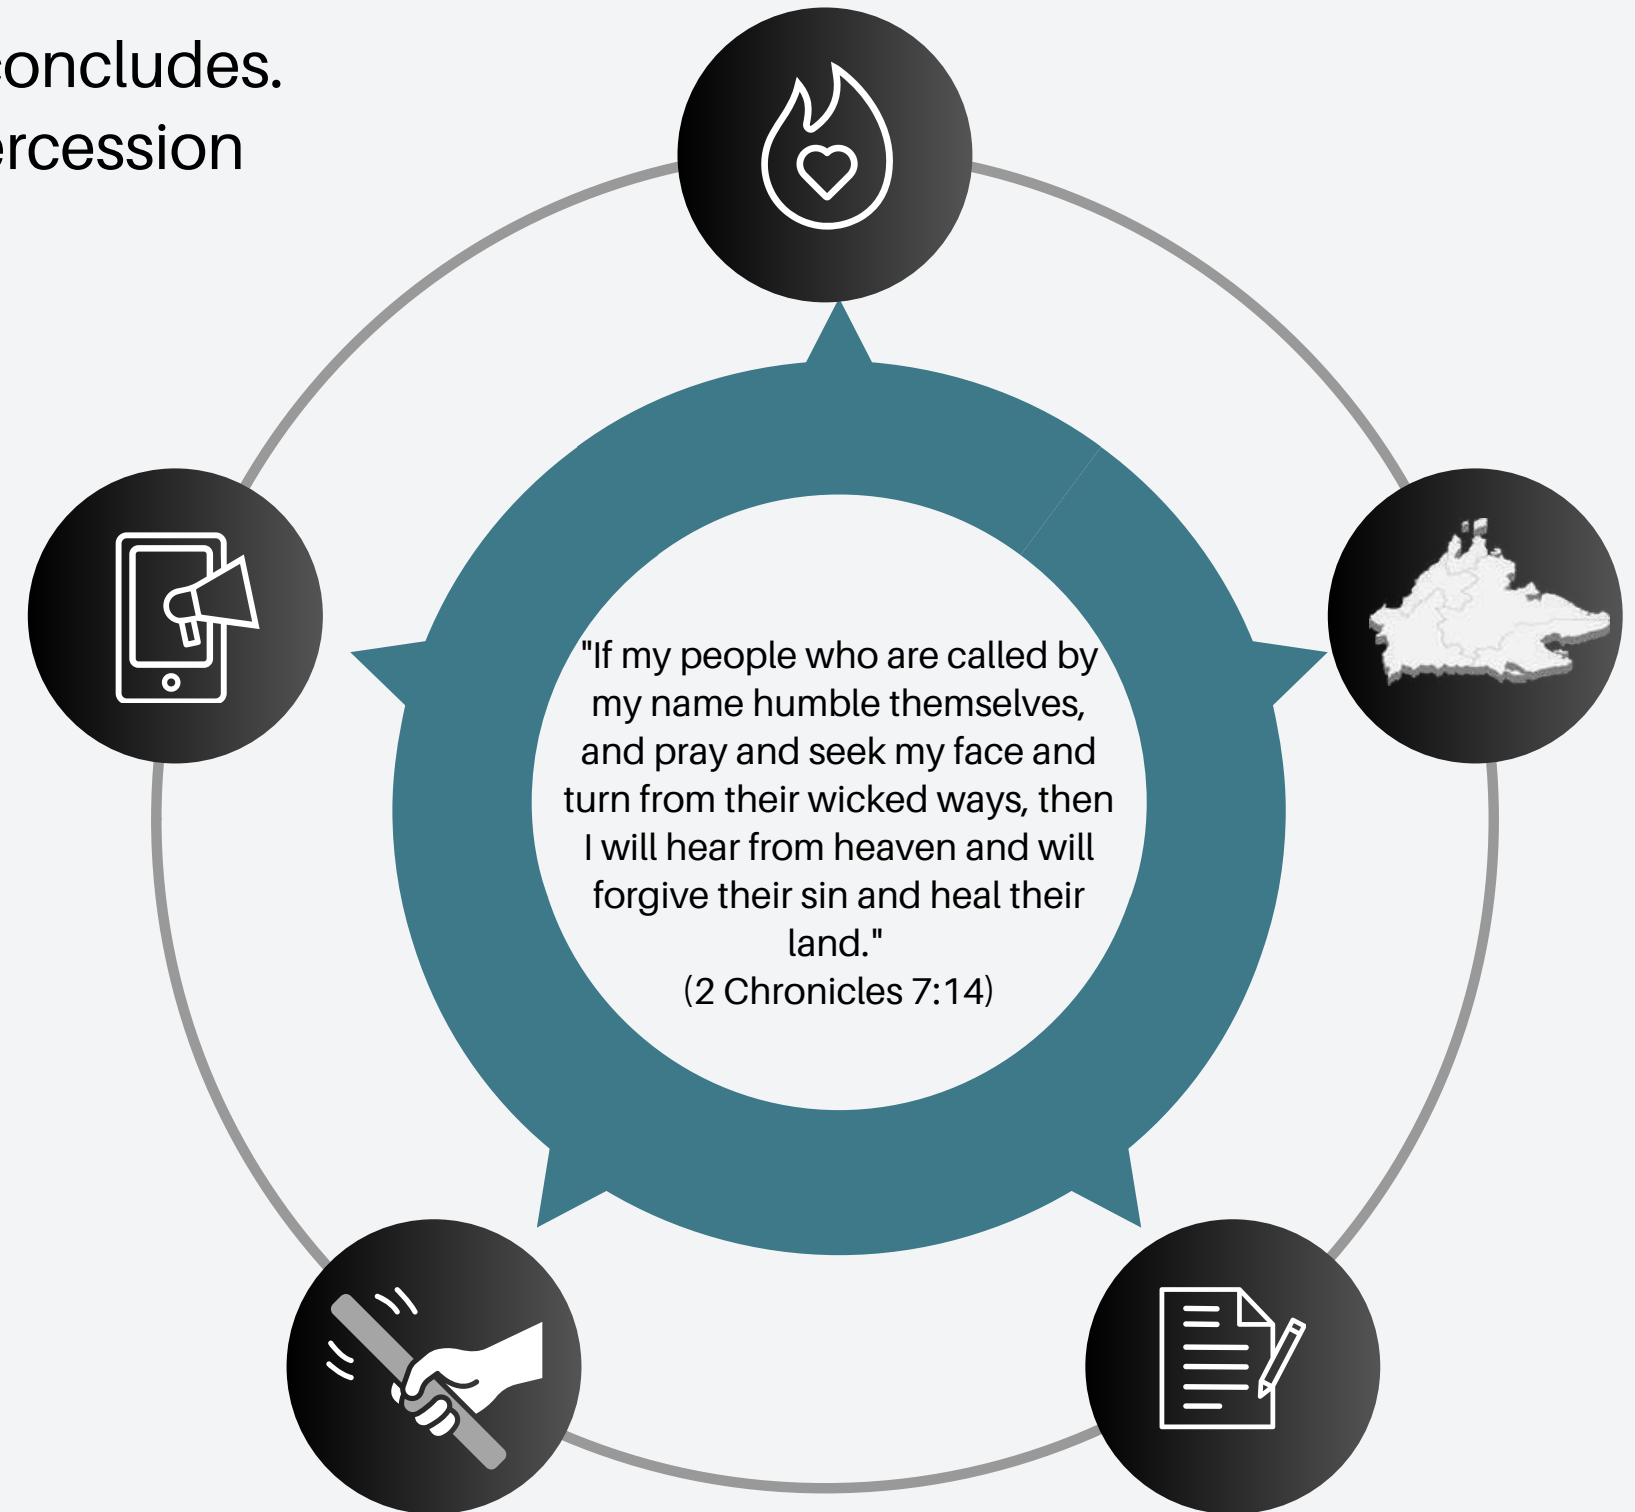 concludes.
ercession
"If my people who are called by
my name humble themselves,
and pray and seek my face and
turn from their wicked ways, then
I will hear from heaven and will
forgive their sin and heal their
land."
(2 Chronicles 7:14)